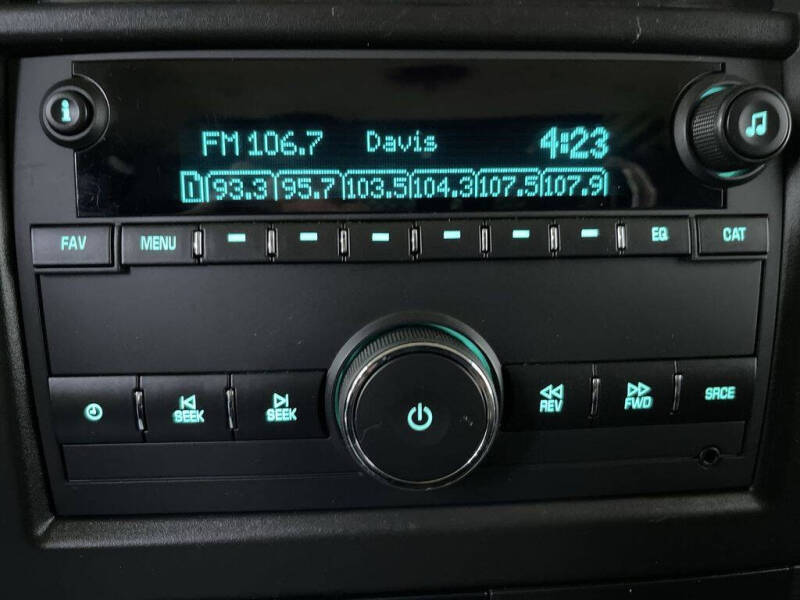 FM 106.7 Davis 4:23
1 93.3 95.7 103.5 104.3 107.5 107.9
FAV MENU EQ CAT
SEEK SEEK REV FWD SRCE